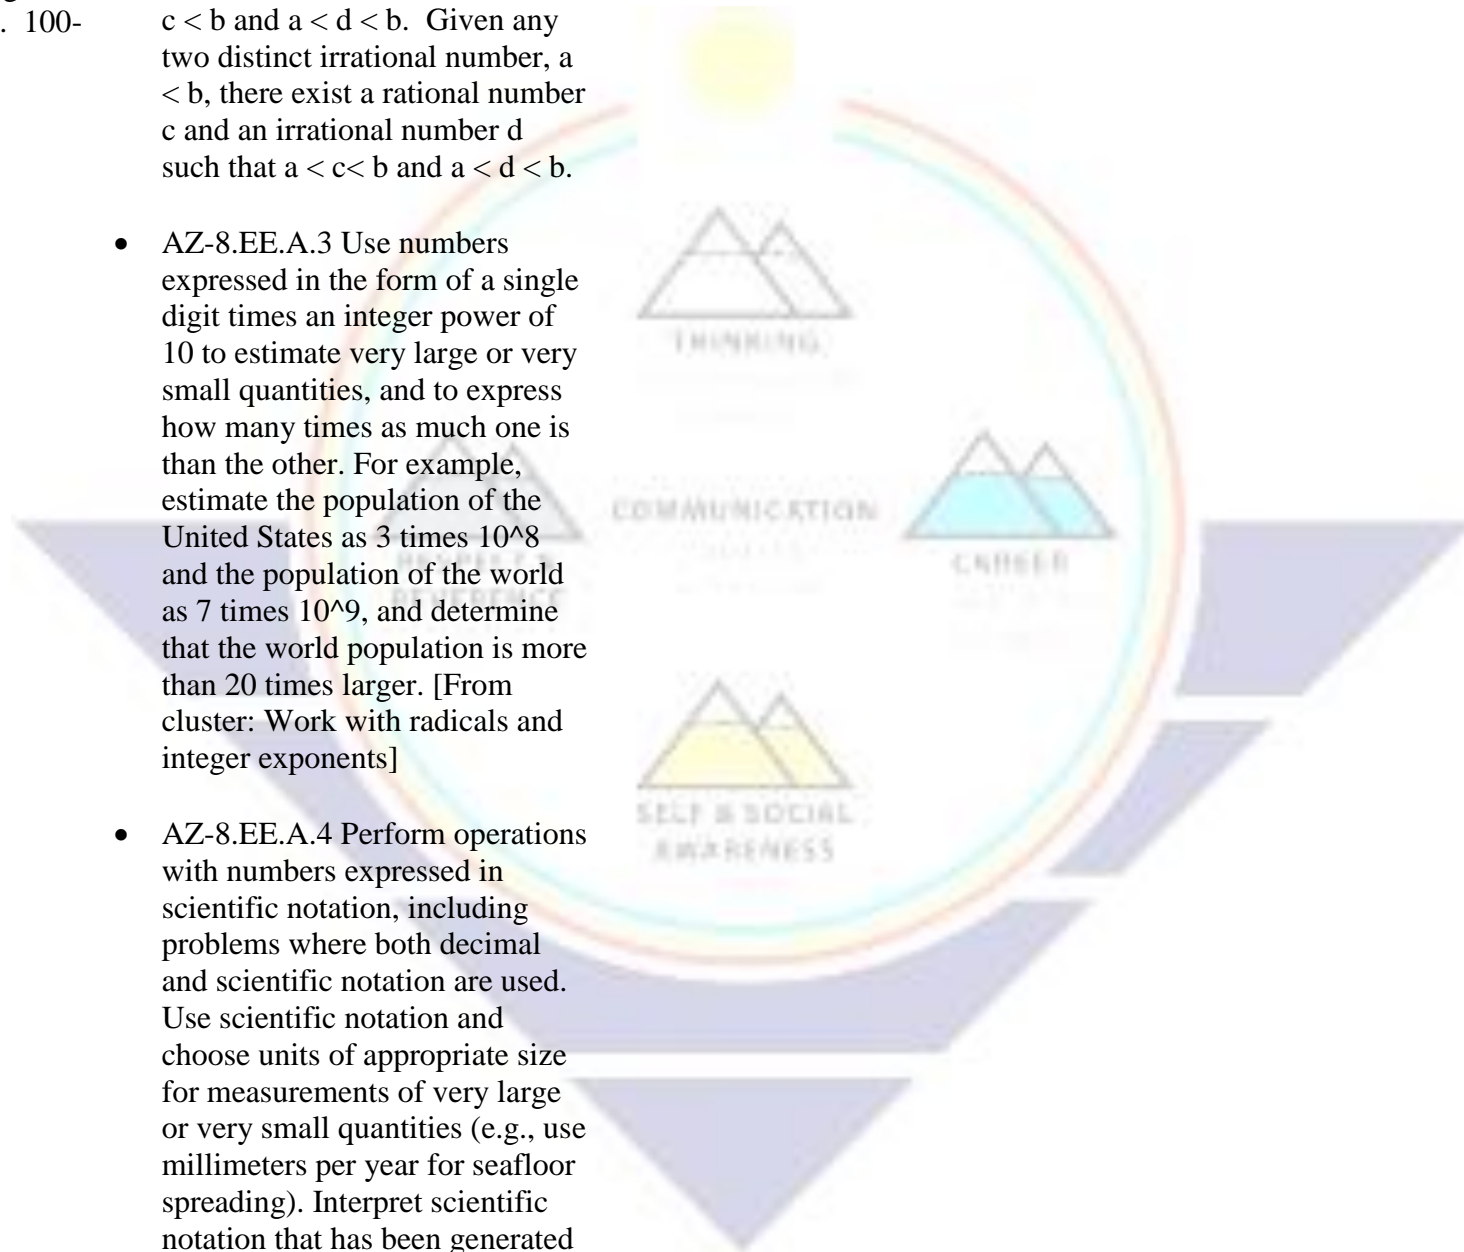 . 100-
c < b and a < d < b.  Given any
two distinct irrational number, a
< b, there exist a rational number
c and an irrational number d
such that a < c< b and a < d < b.
• AZ-8.EE.A.3 Use numbers
expressed in the form of a single
digit times an integer power of
10 to estimate very large or very
small quantities, and to express
how many times as much one is
than the other. For example,
estimate the population of the
United States as 3 times 10^8
and the population of the world
as 7 times 10^9, and determine
that the world population is more
than 20 times larger. [From
cluster: Work with radicals and
integer exponents]
• AZ-8.EE.A.4 Perform operations
with numbers expressed in
scientific notation, including
problems where both decimal
and scientific notation are used.
Use scientific notation and
choose units of appropriate size
for measurements of very large
or very small quantities (e.g., use
millimeters per year for seafloor
spreading). Interpret scientific
notation that has been generated
THINKING
COMMUNICATION
RESPECT &
REVERENCE
CAREER
SELF & SOCIAL
AWARENESS